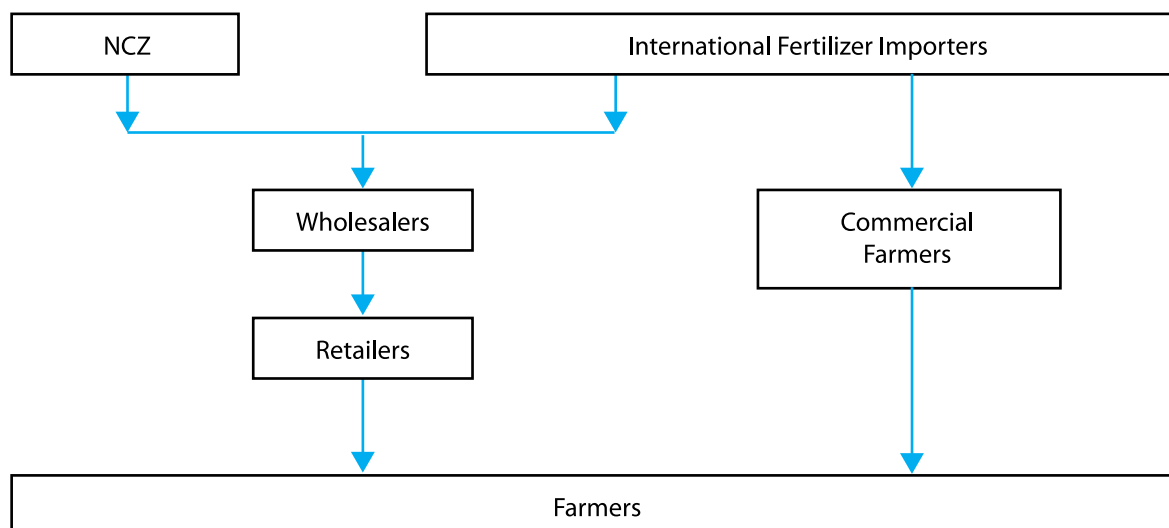 NCZ
International Fertilizer Importers
Wholesalers
Commercial
Farmers
Retailers
Farmers